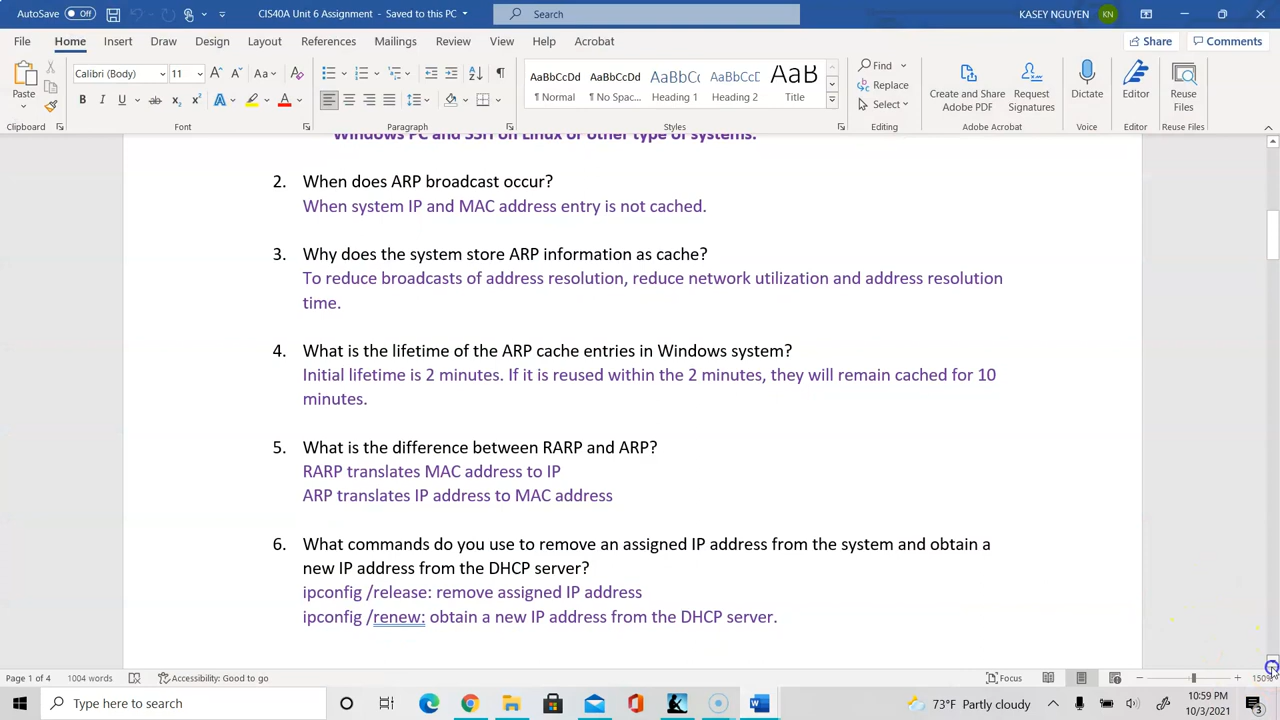 AutoSave Off CIS40A Unit 7 Assignment - This PC • Saved to this PC Search KASEY NGUYEN KN
File Home Insert Draw Design Layout References Mailings Review View Help Acrobat Share Comments
Paste Calibri (Body) 11 Aa AaBbCcDd AaBbCcDd AaBbCc AaBbCcD AaB Find Replace Select Create and Share Adobe PDF Request Signatures Dictate Editor Reuse Files
¶ Normal ¶ No Spac... Heading 1 Heading 2 Title
Clipboard Font Paragraph Styles Editing Adobe Acrobat Voice Editor Reuse Files
Windows PC and SSH on Linux or other type of systems.
2. When does ARP broadcast occur?
When system IP and MAC address entry is not cached.
3. Why does the system store ARP information as cache?
To reduce broadcasts of address resolution, reduce network utilization and address resolution
time.
4. What is the lifetime of the ARP cache entries in Windows system?
Initial lifetime is 2 minutes. If it is reused within the 2 minutes, they will remain cached for 10
minutes.
5. What is the difference between RARP and ARP?
RARP translates MAC address to IP
ARP translates IP address to MAC address
6. What commands do you use to remove an assigned IP address from the system and obtain a
new IP address from the DHCP server?
ipconfig /release: remove assigned IP address
ipconfig /renew: obtain a new IP address from the DHCP server.
Page 1 of 4 1004 words Accessibility: Good to go Focus 150%
Type here to search 73°F Partly cloudy 10:59 PM
10/3/2021 3